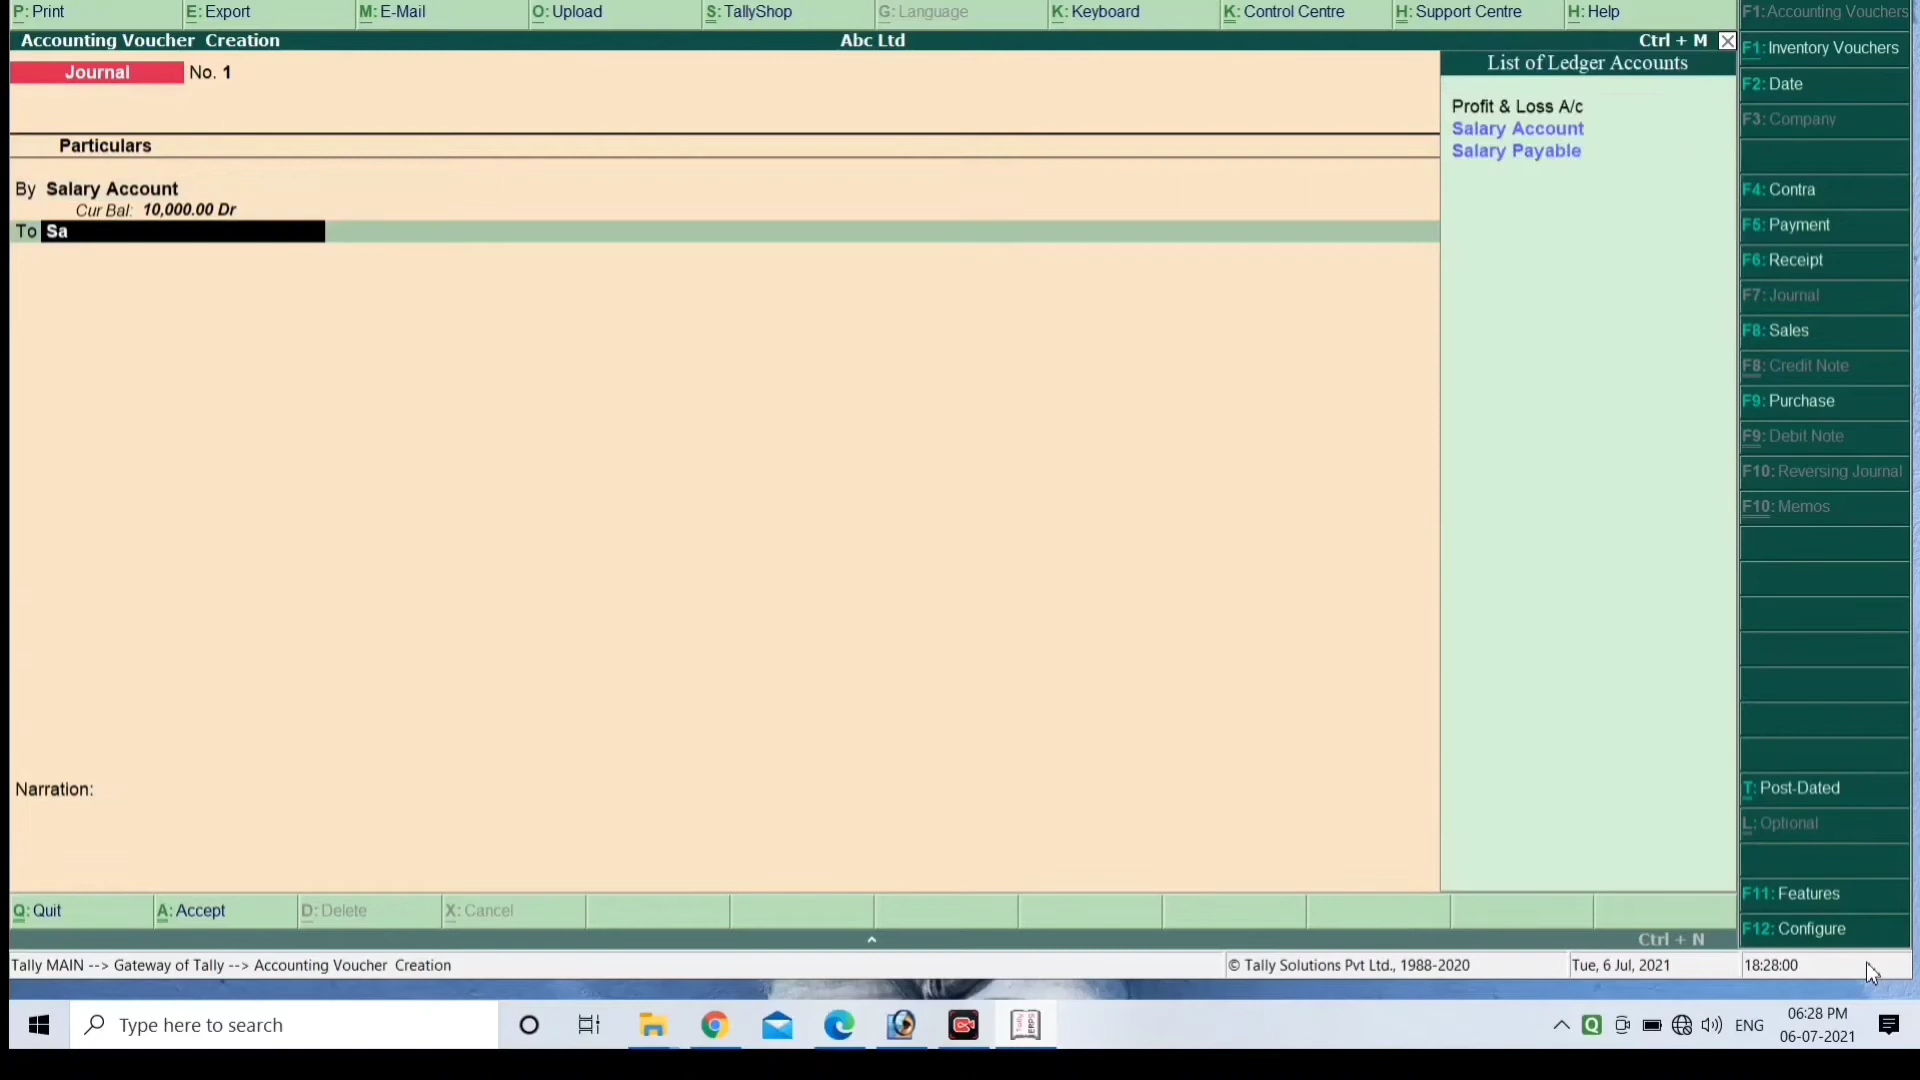 P: Print E: Export M: E-Mail O: Upload S: TallyShop G: Language K: Keyboard K: Control Centre H: Support Centre H: Help
Accounting Voucher Creation Abc Ltd Ctrl + M
Journal No. 1
Particulars
By Salary Account
Cur Bal: 10,000.00 Dr
To Sa
Narration:
List of Ledger Accounts
Profit & Loss A/c
Salary Account
Salary Payable
F1: Accounting Vouchers
F1: Inventory Vouchers
F2: Date
F3: Company
F4: Contra
F5: Payment
F6: Receipt
F7: Journal
F8: Sales
F8: Credit Note
F9: Purchase
F9: Debit Note
F10: Reversing Journal
F10: Memos
T: Post-Dated
L: Optional
F11: Features
F12: Configure
Q: Quit A: Accept D: Delete X: Cancel
Ctrl + N
Tally MAIN --> Gateway of Tally --> Accounting Voucher Creation © Tally Solutions Pvt Ltd., 1988-2020 Tue, 6 Jul, 2021 18:28:00
Type here to search
ENG
06:28 PM
06-07-2021